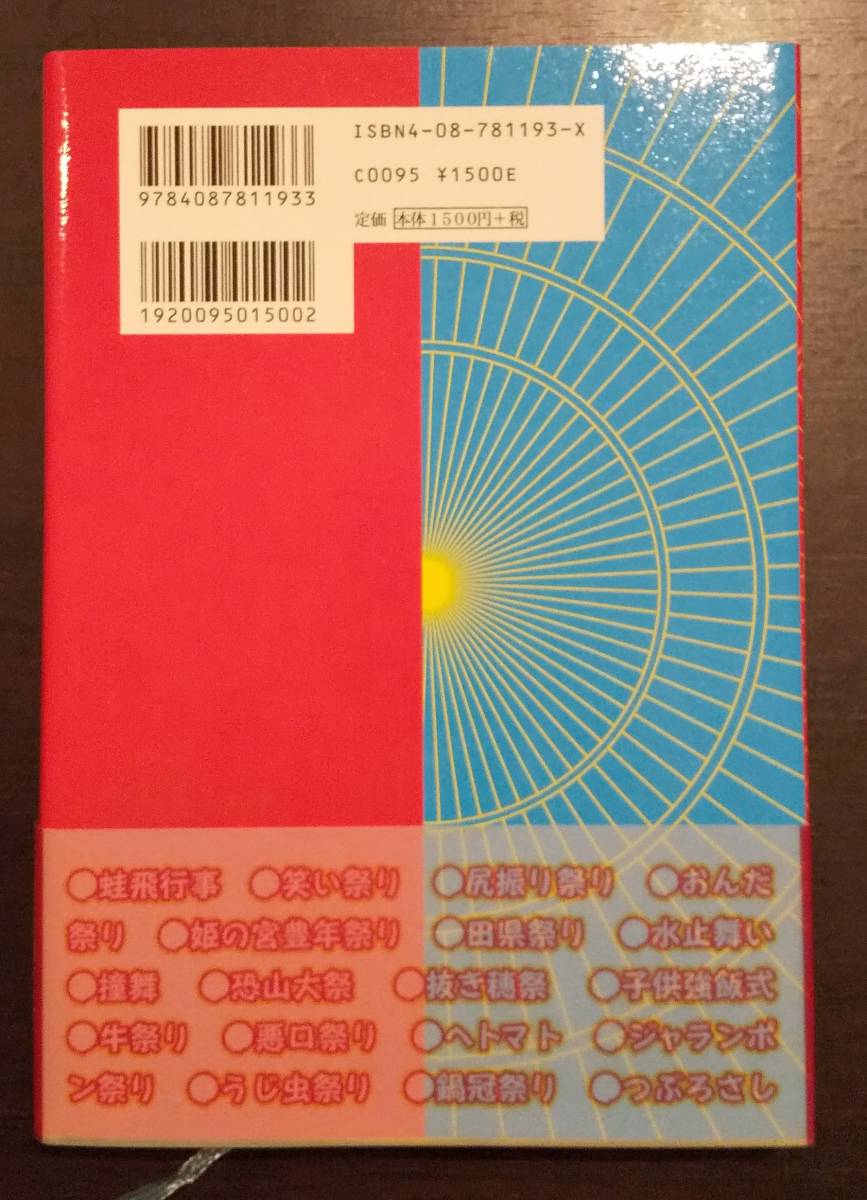 ISBN4-08-781193-X
9784087811933
C0095 ¥1500E
定価 本体1500円+税
1920095015002
●蛙飛行事 ●笑い祭り ●尻振り祭り ●おんだ
祭り ●姫の宮豊年祭り ●田県祭り ●水止舞い
●撞舞 ●恐山大祭 ●抜き穂祭 ●子供強飯式
●牛祭り ●悪口祭り ●ヘトマト ●ジャランポ
ン祭り ●うじ虫祭り ●鍋冠祭り ●つぶろさし